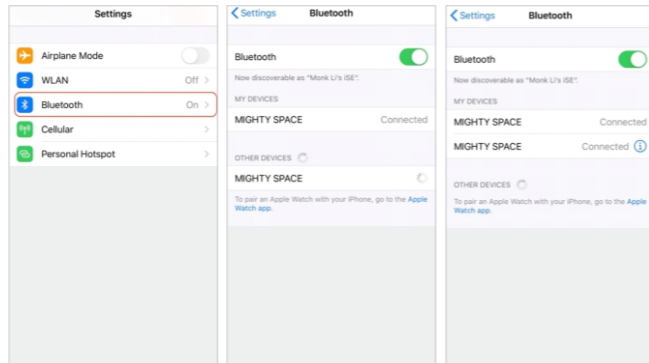 Settings
Airplane Mode
WLAN Off
Bluetooth On
Cellular
Personal Hotspot
Settings Bluetooth
Bluetooth
Now discoverable as "Monk Li's iSE".
MY DEVICES
MIGHTY SPACE Connected
OTHER DEVICES
MIGHTY SPACE
To pair an Apple Watch with your iPhone, go to the Apple
Watch app.
Settings Bluetooth
Bluetooth
Now discoverable as "Monk Li's iSE".
MY DEVICES
MIGHTY SPACE Connected
MIGHTY SPACE Connected
OTHER DEVICES
To pair an Apple Watch with your iPhone, go to the Apple
Watch app.